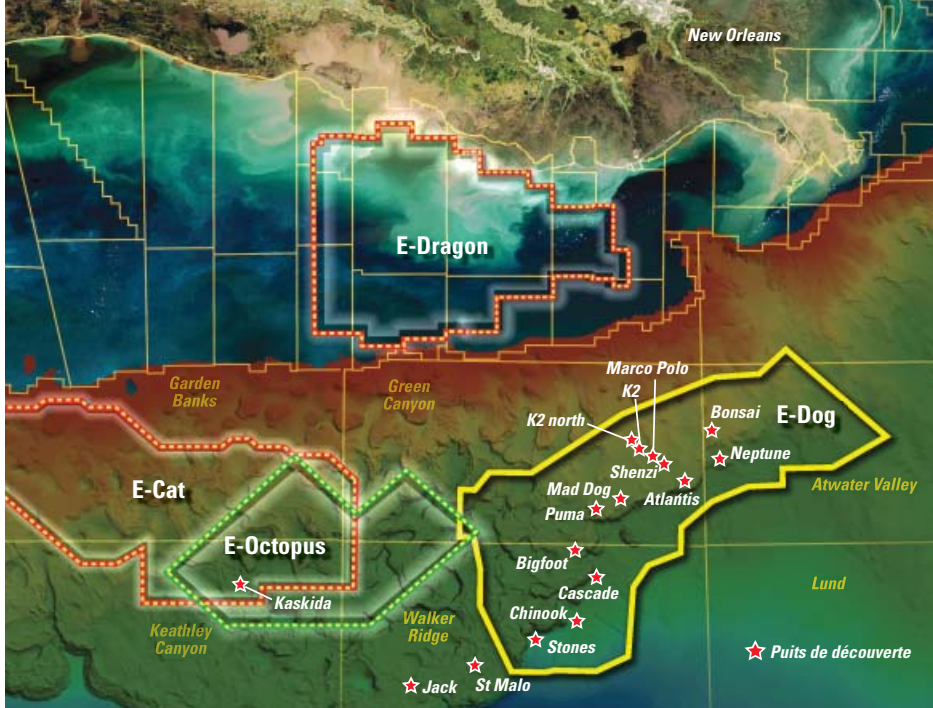 New Orleans
E-Dragon
Marco Polo
Garden
Banks
Green
Canyon
K2
K2 north
Bonsai
E-Dog
Neptune
Shenzi
E-Cat
Mad Dog
Atlantis
Atwater Valley
Puma
E-Octopus
Bigfoot
Cascade
Lund
Kaskida
Chinook
Walker
Ridge
Keathley
Canyon
Stones
Puits de découverte
St Malo
Jack